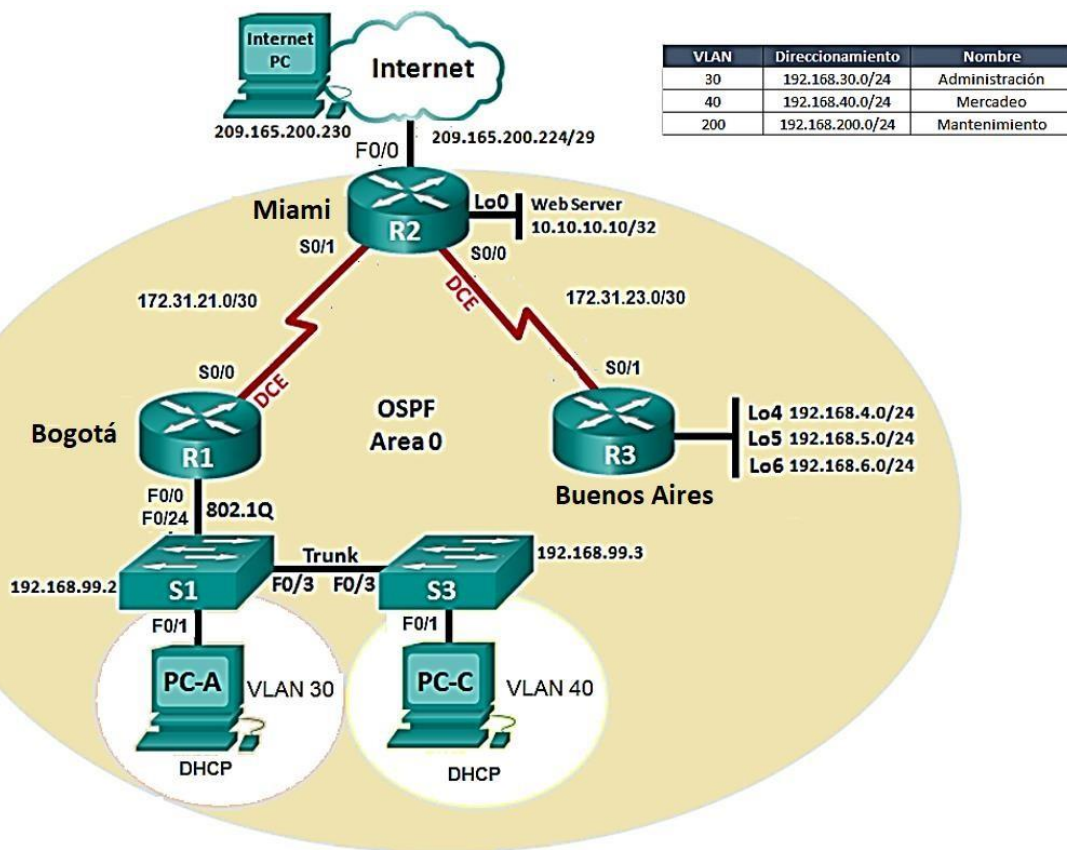 Internet
PC
Internet
209.165.200.230
209.165.200.224/29
F0/0
VLAN Direccionamiento Nombre
30 192.168.30.0/24 Administración
40 192.168.40.0/24 Mercadeo
200 192.168.200.0/24 Mantenimiento
Miami
R2
Lo0
Web Server
10.10.10.10/32
S0/1
S0/0
DCE
172.31.21.0/30
172.31.23.0/30
S0/0
DCE
S0/1
OSPF
Area 0
Bogotá
R1
R3
Buenos Aires
Lo4 192.168.4.0/24
Lo5 192.168.5.0/24
Lo6 192.168.6.0/24
F0/0
F0/24
802.1Q
192.168.99.2
S1
Trunk
F0/3 F0/3
S3
192.168.99.3
F0/1
F0/1
PC-A
VLAN 30
DHCP
PC-C
VLAN 40
DHCP